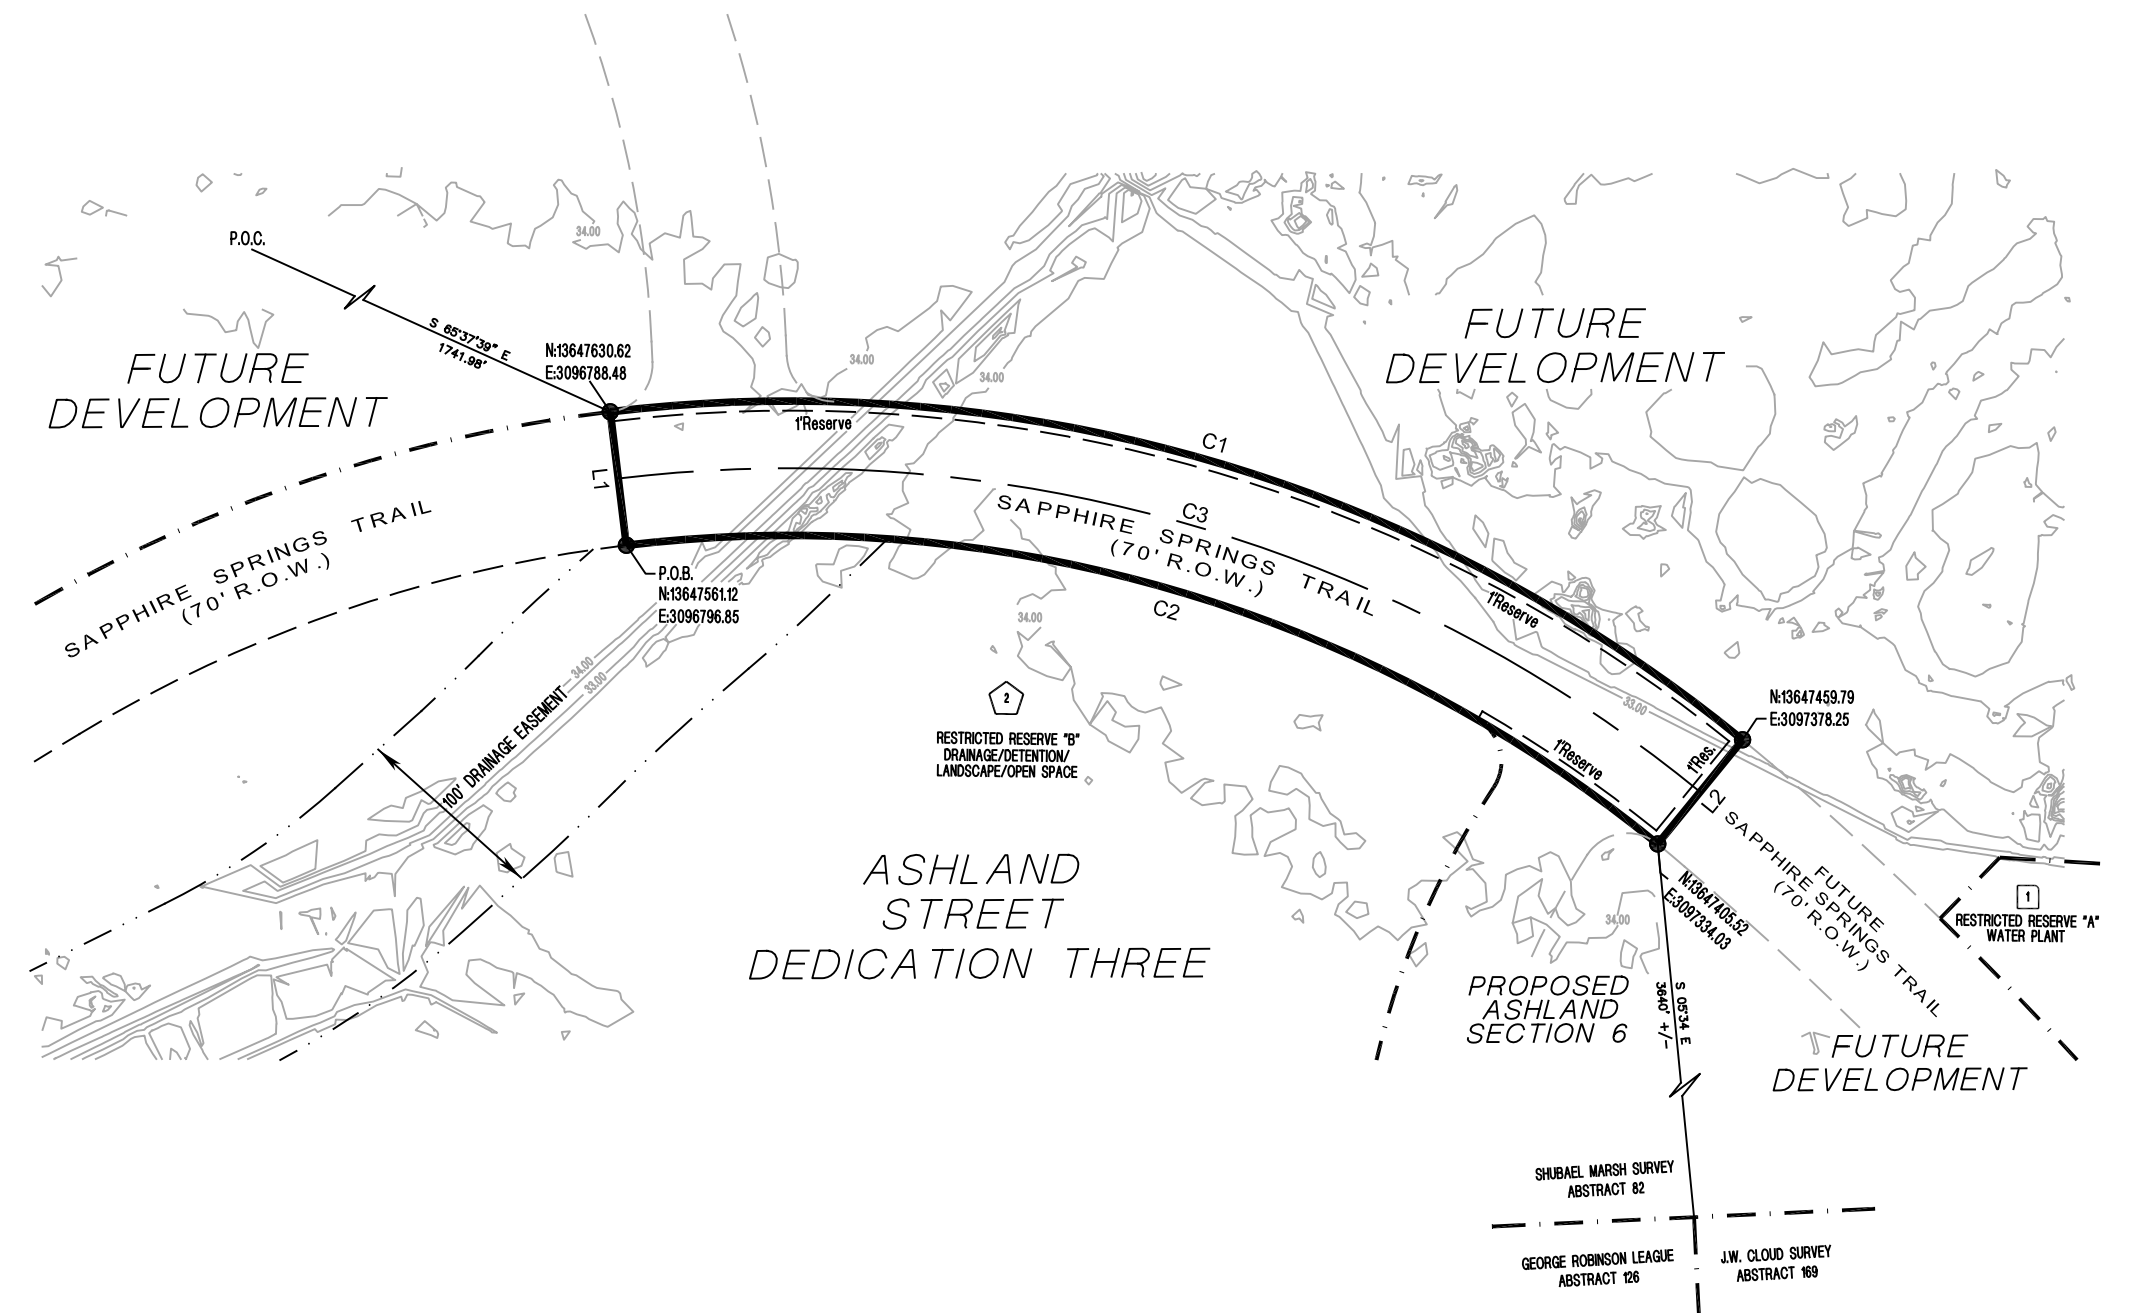 34.00
P.O.C.
S 65°37'39" E
1741.98'
N:13647630.62
E:3096788.48
FUTURE
DEVELOPMENT
34.00
34.00
FUTURE
DEVELOPMENT
1'Reserve
C1
L1
SAPPHIRE SPRINGS TRAIL
(70' R.O.W.)
C3
SAPPHIRE SPRINGS TRAIL
(70' R.O.W.)
C2
P.O.B.
N:13647561.12
E:3096796.85
1'Reserve
34.00
34.00
33.00
100' DRAINAGE EASEMENT
2
RESTRICTED RESERVE "B"
DRAINAGE/DETENTION/
LANDSCAPE/OPEN SPACE
33.00
N:13647459.79
E:3097378.25
1'Reserve
1'Res.
L2
ASHLAND
STREET
DEDICATION THREE
N:13647405.52
E:3097334.03
34.00
FUTURE
SAPPHIRE SPRINGS TRAIL
(70' R.O.W.)
1
RESTRICTED RESERVE "A"
WATER PLANT
PROPOSED
ASHLAND
SECTION 6
S 05°34 E
3640' +/-
FUTURE
DEVELOPMENT
SHUBAEL MARSH SURVEY
ABSTRACT 82
GEORGE ROBINSON LEAGUE
ABSTRACT 126
J.W. CLOUD SURVEY
ABSTRACT 169